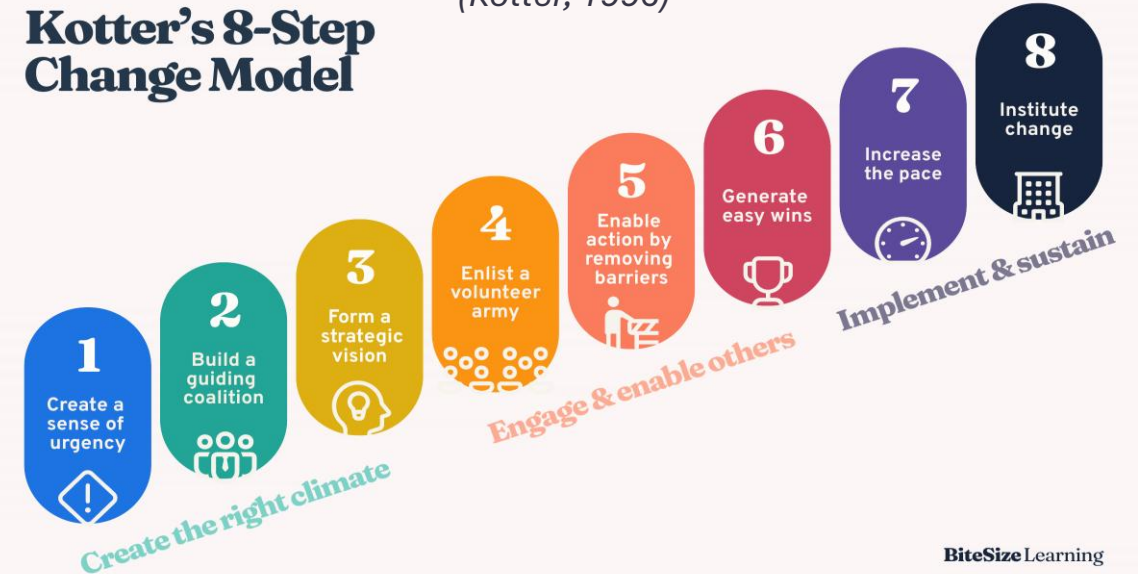 (Kotter, 1996)
Kotter's 8-Step
Change Model
1
Create a
sense of
urgency
2
Build a
guiding
coalition
3
Form a
strategic
vision
Create the right climate
4
Enlist a
volunteer
army
5
Enable
action by
removing
barriers
6
Generate
easy wins
Engage & enable others
7
Increase
the pace
8
Institute
change
Implement & sustain
BiteSize Learning